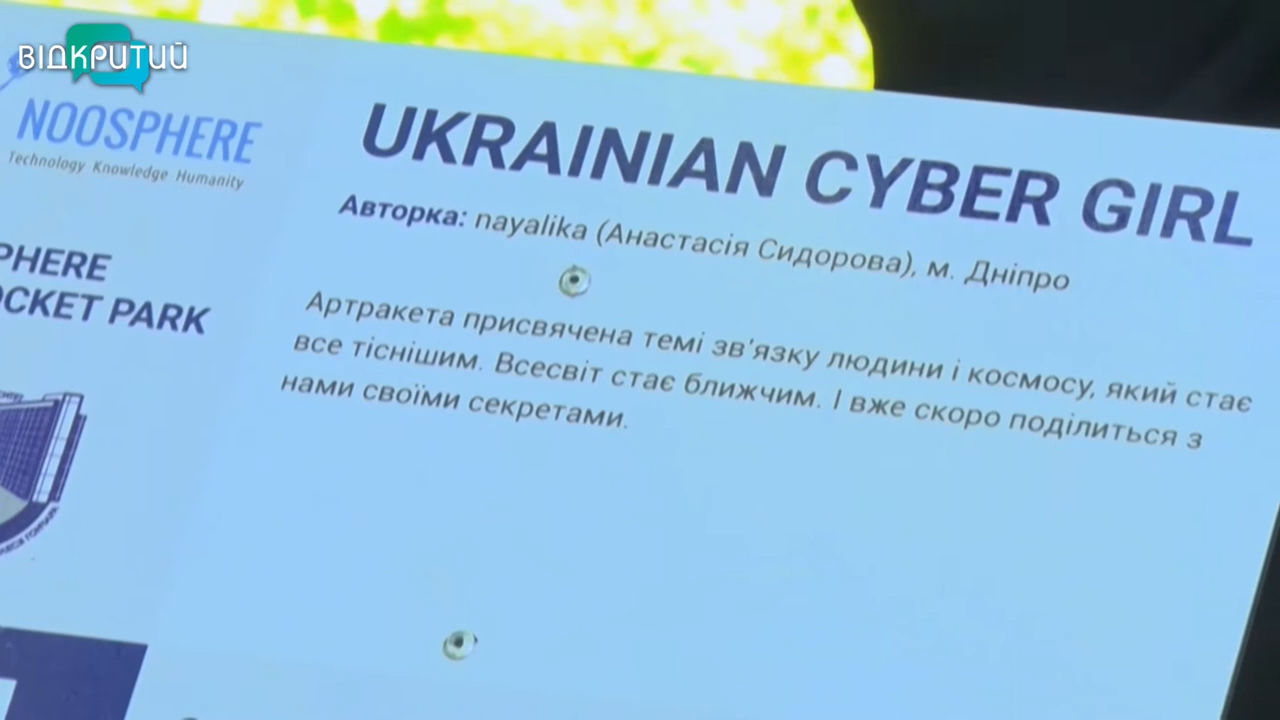 ВІДКРИТИЙ
NOOSPHERE
Technology Knowledge Humanity
UKRAINIAN CYBER GIRL
Авторка: nayalika (Анастасія Сидорова), м. Дніпро
PHERE
OCKET PARK
Артракета присвячена темі зв'язку людини і космосу, який стає
все тіснішим. Всесвіт стає ближчим. І вже скоро поділиться з
нами своїми секретами.